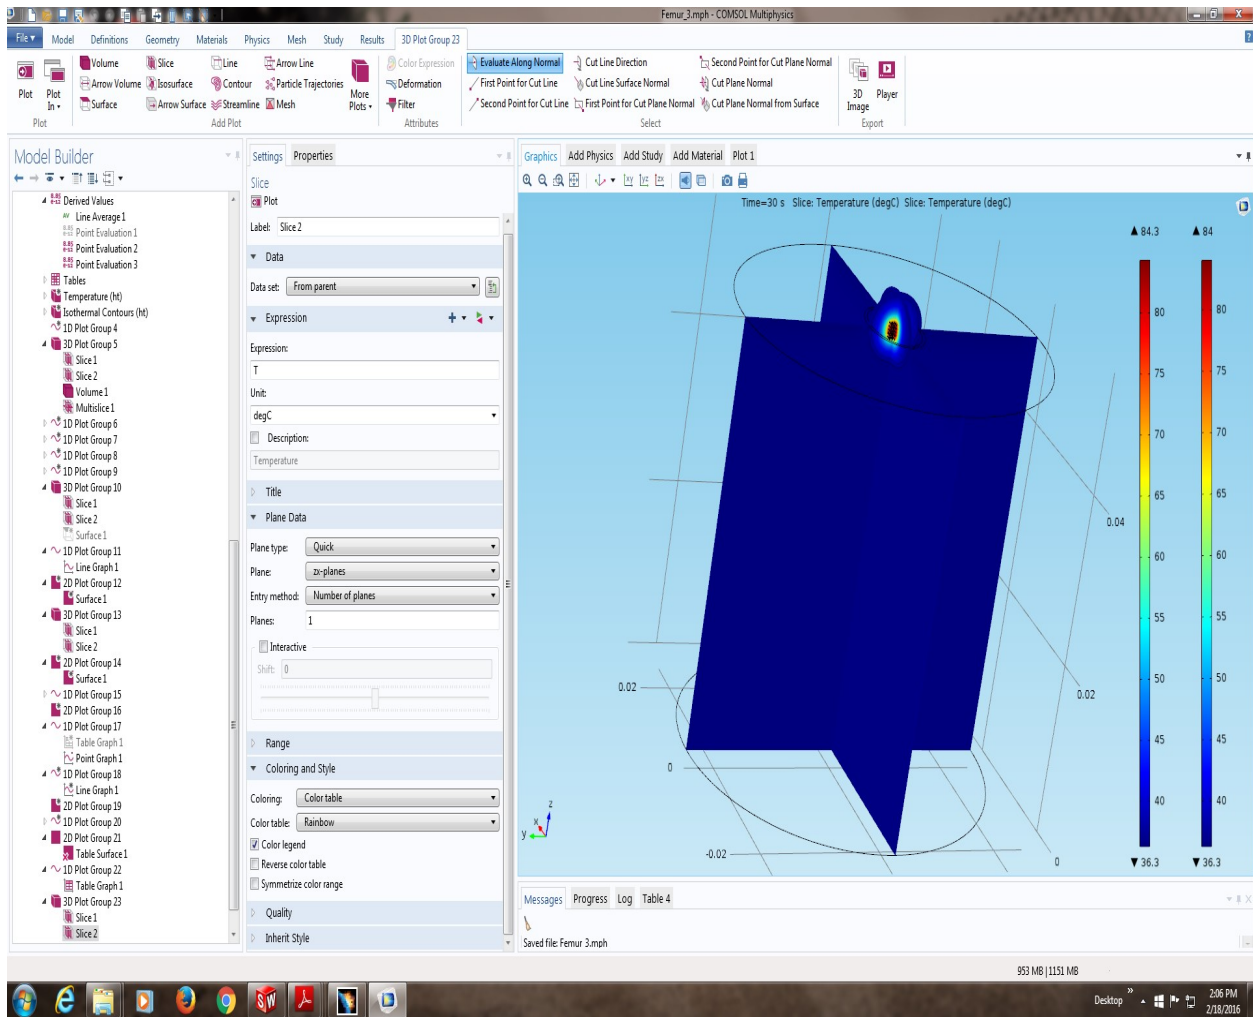 Femur_3.mph - COMSOL Multiphysics
File Model Definitions Geometry Materials Physics Mesh Study Results 3D Plot Group 23
Volume Slice Line Arrow Line Color Expression Evaluate Along Normal Cut Line Direction Second Point for Cut Plane Normal
Arrow Volume Isosurface Contour Particle Trajectories Deformation First Point for Cut Line Cut Line Surface Normal Cut Plane Normal
Surface Arrow Surface Streamline Mesh Filter Second Point for Cut Line First Point for Cut Plane Normal Cut Plane Normal from Surface
Plot Plot In More Plots 3D Image Player
Plot Add Plot Attributes Select Export
Model Builder
Derived Values
Line Average 1
Point Evaluation 1
Point Evaluation 2
Point Evaluation 3
Tables
Temperature (ht)
Isothermal Contours (ht)
1D Plot Group 4
3D Plot Group 5
Slice 1
Slice 2
Volume 1
Multislice 1
1D Plot Group 6
1D Plot Group 7
1D Plot Group 8
1D Plot Group 9
3D Plot Group 10
Slice 1
Slice 2
Surface 1
1D Plot Group 11
Line Graph 1
2D Plot Group 12
Surface 1
3D Plot Group 13
Slice 1
Slice 2
2D Plot Group 14
Surface 1
1D Plot Group 15
2D Plot Group 16
1D Plot Group 17
Table Graph 1
Point Graph 1
1D Plot Group 18
Line Graph 1
2D Plot Group 19
1D Plot Group 20
2D Plot Group 21
Table Surface 1
1D Plot Group 22
Table Graph 1
3D Plot Group 23
Slice 1
Slice 2
Settings Properties
Slice
Plot
Label: Slice 2
Data
Data set: From parent
Expression
Expression:
T
Unit:
degC
Description:
Temperature
Title
Plane Data
Plane type: Quick
Plane: zx-planes
Entry method: Number of planes
Planes: 1
Interactive
Shift: 0
Range
Coloring and Style
Coloring: Color table
Color table: Rainbow
Color legend
Reverse color table
Symmetrize color range
Quality
Inherit Style
Graphics Add Physics Add Study Add Material Plot 1
xy yz zx
Time=30 s Slice: Temperature (degC) Slice: Temperature (degC)
▲ 84.3 ▲ 84
80 80
75 75
70 70
65 65
60 60
55 55
50 50
45 45
40 40
▼ 36.3 ▼ 36.3
0.04
0.02
0.02
0
0
-0.02
z
x
y
Messages Progress Log Table 4
Saved file: Femur 3.mph
953 MB | 1151 MB
SW
Desktop
2:06 PM
2/18/2016